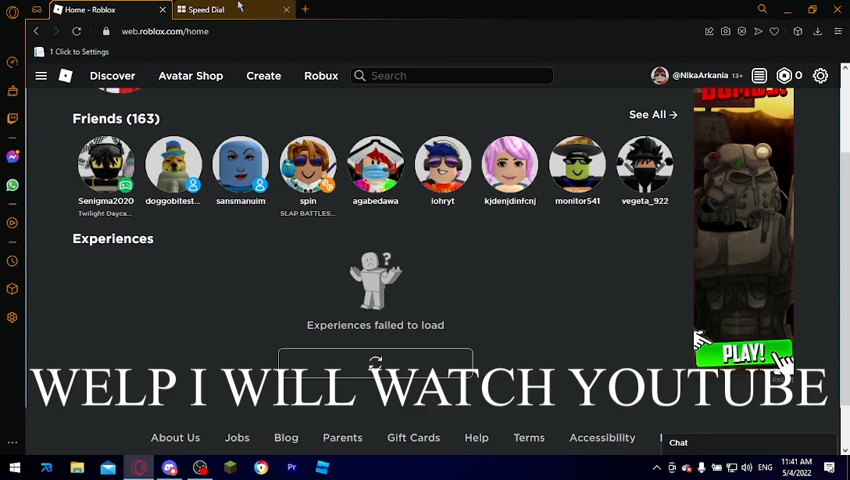 Home - Roblox
Speed Dial
web.roblox.com/home
1 Click to Settings
Discover
Avatar Shop
Create
Robux
Search
@NikaArkania 13+
0
Friends (163)
See All
Senigma2020
doggobitest...
sansmanuim
spin
agabedawa
iohryt
kjdenjdinfcnj
monitor541
vegeta_922
Twilight Dayca...
SLAP BATTLES...
BOMBS!
Experiences
Experiences failed to load
PLAY!
WELP I WILL WATCH YOUTUBE
About Us
Jobs
Blog
Parents
Gift Cards
Help
Terms
Accessibility
Chat
Pr
ENG
11:41 AM
5/4/2022